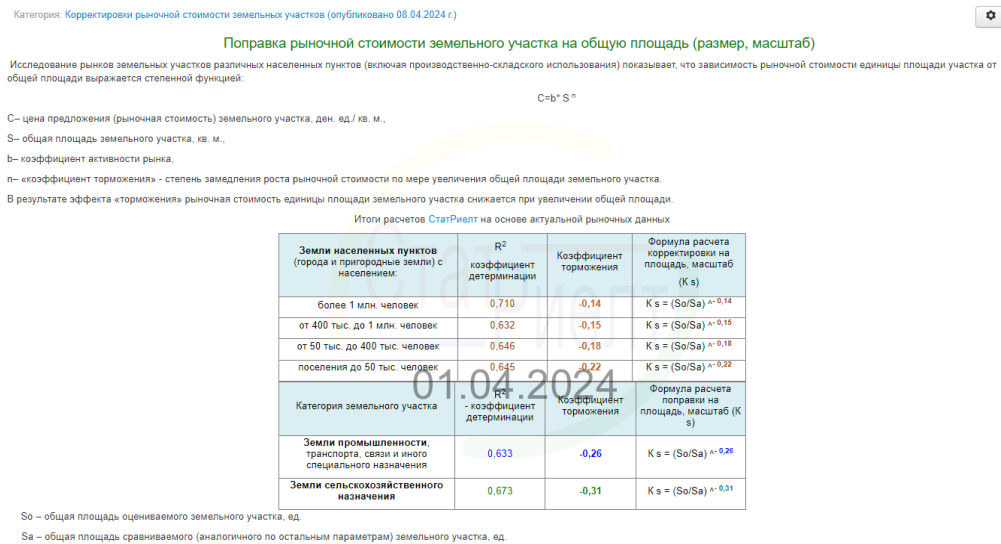 Категория: Корректировки рыночной стоимости земельных участков (опубликовано 08.04.2024 г.)
Поправка рыночной стоимости земельного участка на общую площадь (размер, масштаб)
Исследование рынков земельных участков различных населенных пунктов (включая производственно-складского использования) показывает, что зависимость рыночной стоимости единицы площади участка от
общей площади выражается степенной функцией:
C=b* S n
С– цена предложения (рыночная стоимость) земельного участка, ден. ед./ кв. м.,
S– общая площадь земельного участка, кв. м.,
b– коэффициент активности рынка,
n– «коэффициент торможения» - степень замедления роста рыночной стоимости по мере увеличения общей площади земельного участка.
В результате эффекта «торможения» рыночная стоимость единицы площади земельного участка снижается при увеличении общей площади.
Итоги расчетов СтатРиелт на основе актуальной рыночных данных
Земли населенных пунктов
(города и пригородные земли) с
населением:
R2
коэффициент
детерминации
Коэффициент
торможения
Формула расчета
корректировки на
площадь, масштаб
(К s)
более 1 млн. человек 0,710 -0,14 К s = (So/Sa) ^- 0,14
от 400 тыс. до 1 млн. человек 0,632 -0,15 К s = (So/Sa) ^- 0,15
от 50 тыс. до 400 тыс. человек 0,646 -0,18 К s = (So/Sa) ^- 0,18
поселения до 50 тыс. человек 0,645 -0,22 К s = (So/Sa) ^- 0,22
01.04.2024
Категория земельного участка
R2
- коэффициент
детерминации
Коэффициент
торможения
Формула расчета
поправки на
площадь, масштаб (К
s)
Земли промышленности,
транспорта, связи и иного
специального назначения
0,633 -0,26 К s = (So/Sa) ^- 0,26
Земли сельскохозяйственного
назначения
0,673 -0,31 К s = (So/Sa) ^- 0,31
So – общая площадь оцениваемого земельного участка, ед.
Sa – общая площадь сравниваемого (аналогичного по остальным параметрам) земельного участка, ед.
Стат
Риелт